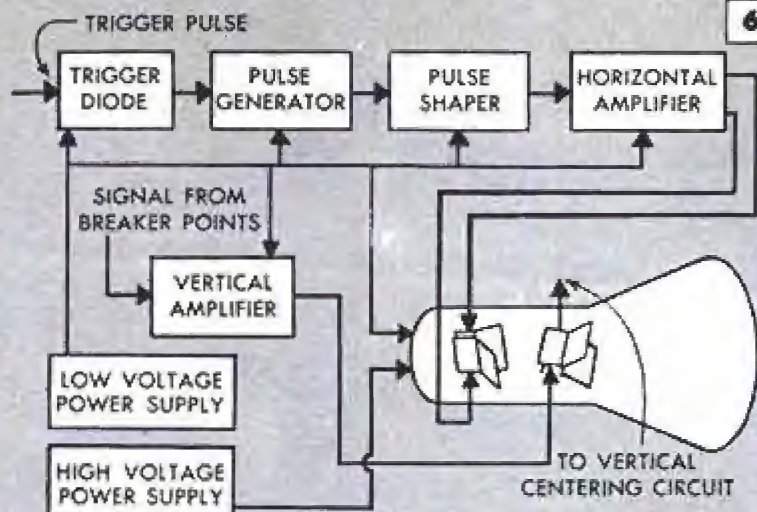 TRIGGER PULSE
6
TRIGGER
DIODE
PULSE
GENERATOR
PULSE
SHAPER
HORIZONTAL
AMPLIFIER
SIGNAL FROM
BREAKER POINTS
VERTICAL
AMPLIFIER
LOW VOLTAGE
POWER SUPPLY
HIGH VOLTAGE
POWER SUPPLY
TO VERTICAL
CENTERING CIRCUIT